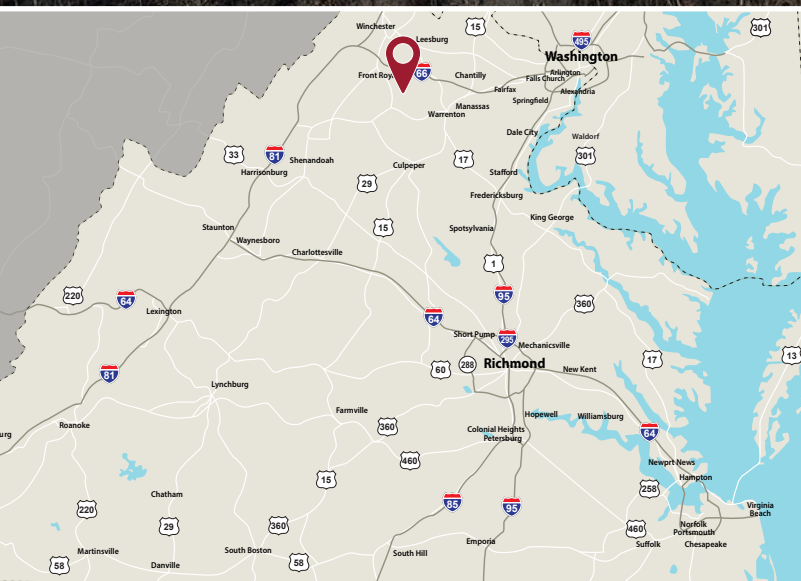 Winchester
15
301
Leesburg
495
Washington
Front Roy
66
Chantilly
Arlington
Falls Church
Fairfax
Alexandria
Springfield
Manassas
Warrenton
Dale City
Waldorf
33
81
Shenandoah
Harrisonburg
Culpeper
17
301
29
Stafford
Fredericksburg
King George
Staunton
15
Spotsylvania
Waynesboro
Charlottesville
1
220
64
95
Lexington
360
64
Short Pump
295
Mechanicsville
17
13
81
60
288
Richmond
New Kent
Lynchburg
Farmville
Hopewell
Williamsburg
Roanoke
360
Colonial Heights
Petersburg
64
urg
460
Newprt News
15
Hampton
Chatham
258
220
85
95
Virginia
Beach
29
360
Norfolk
460
Portsmouth
Martinsville
South Boston
Emporia
Suffolk
Chesapeake
58
Danville
58
South Hill